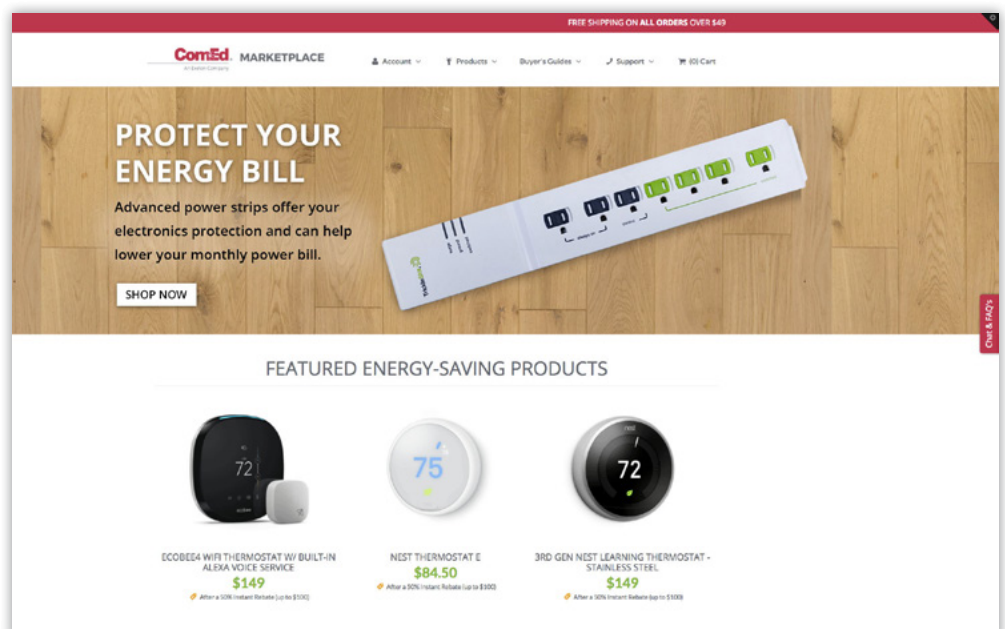 FREE SHIPPING ON ALL ORDERS OVER $49
ComEd. MARKETPLACE
An Exelon Company
Account
Products
Buyer's Guides
Support
(0) Cart
PROTECT YOUR
ENERGY BILL
Advanced power strips offer your
electronics protection and can help
lower your monthly power bill.
SHOP NOW
Chat & FAQ's
FEATURED ENERGY-SAVING PRODUCTS
72
ecobee
75
nest
72
ECOBEE4 WIFI THERMOSTAT W/ BUILT-IN
ALEXA VOICE SERVICE
$149
After a 50% Instant Rebate (up to $100)
NEST THERMOSTAT E
$84.50
After a 50% Instant Rebate (up to $100)
3RD GEN NEST LEARNING THERMOSTAT -
STAINLESS STEEL
$149
After a 50% Instant Rebate (up to $100)